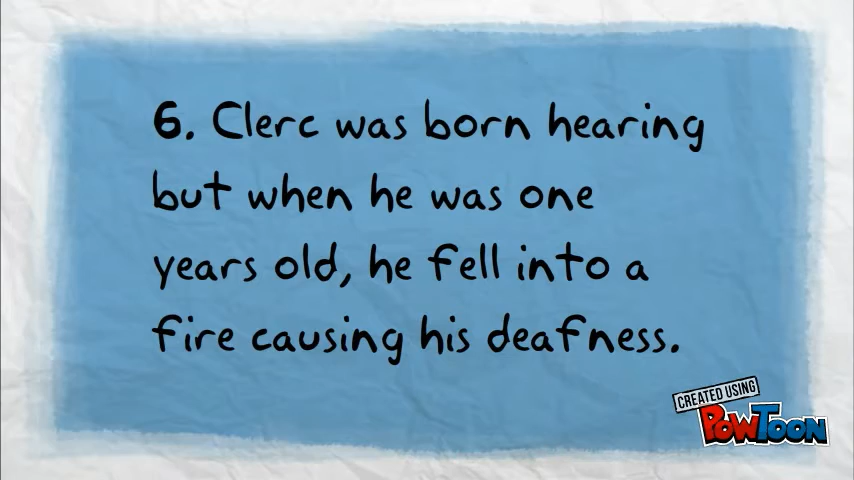 6. Clerc was born hearing
but when he was one
years old, he fell into a
fire causing his deafness.
CREATED USING
POWTOON